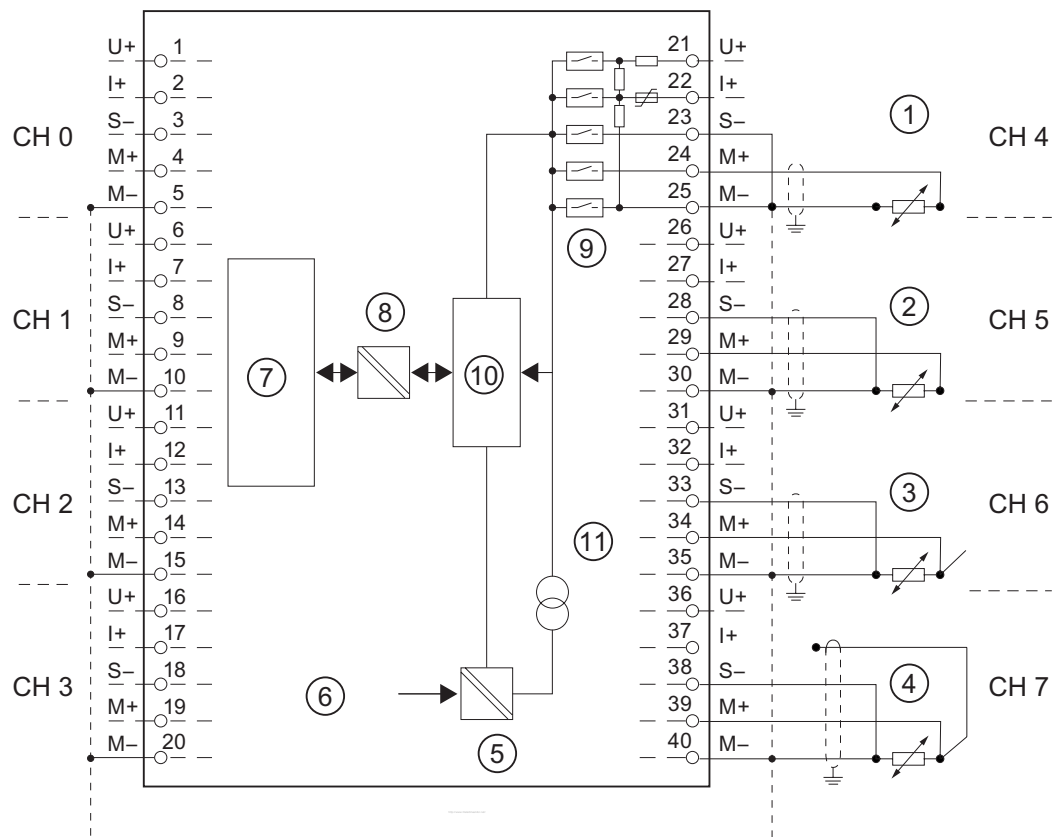 U+ 1
I+ 2
S− 3
CH 0
M+ 4
M− 5
U+ 6
I+ 7
S− 8
CH 1
M+ 9
M− 10
U+ 11
I+ 12
S− 13
CH 2
M+ 14
M− 15
U+ 16
I+ 17
S− 18
CH 3
M+ 19
M− 20
7
8
10
9
11
6
5
21 U+
22 I+
23 S−
1
CH 4
24 M+
25 M−
26 U+
27 I+
28 S−
2
CH 5
29 M+
30 M−
31 U+
32 I+
33 S−
3
CH 6
34 M+
35 M−
36 U+
37 I+
38 S−
4
CH 7
39 M+
40 M−